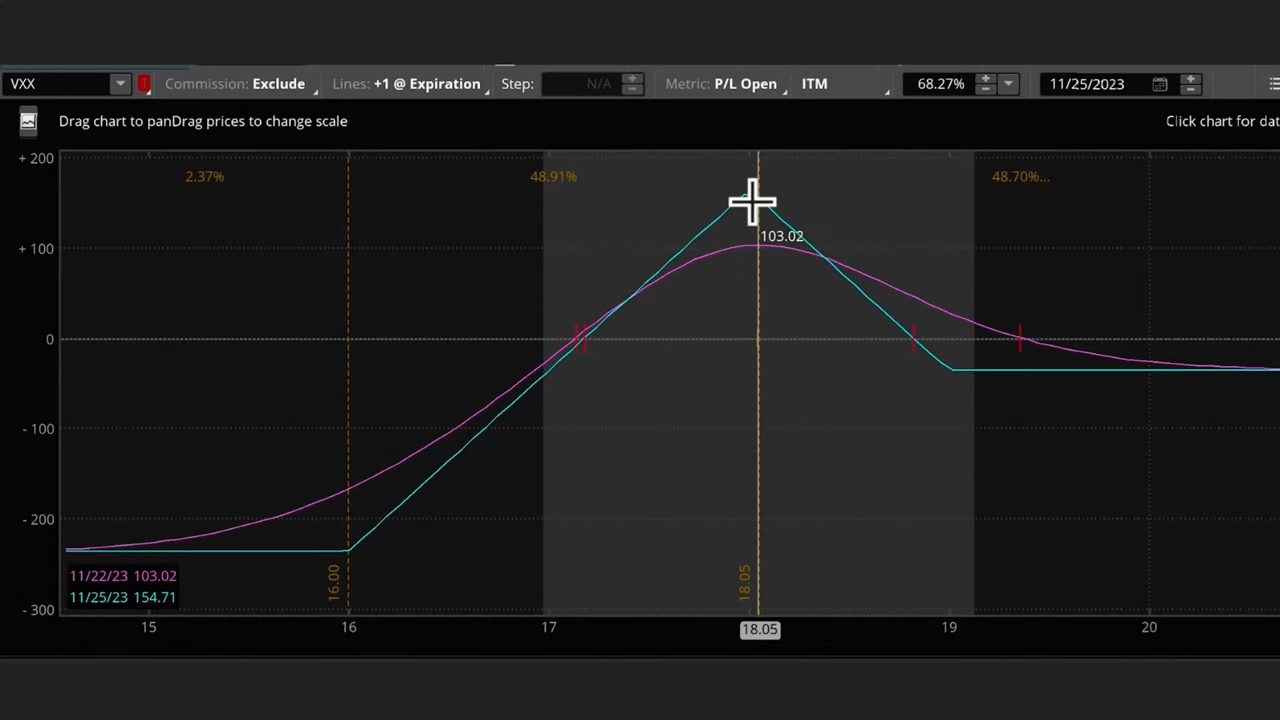 VXX 1 Commission: Exclude Lines: +1 @ Expiration Step: N/A Metric: P/L Open ITM 68.27% 11/25/2023
Drag chart to panDrag prices to change scale Click chart for dat
+ 200
2.37% 48.91% 48.70%...
103.02
+ 100
0
- 100
- 200
11/22/23 103.02
11/25/23 154.71
16.00
18.05
- 300
15 16 17 18.05 19 20